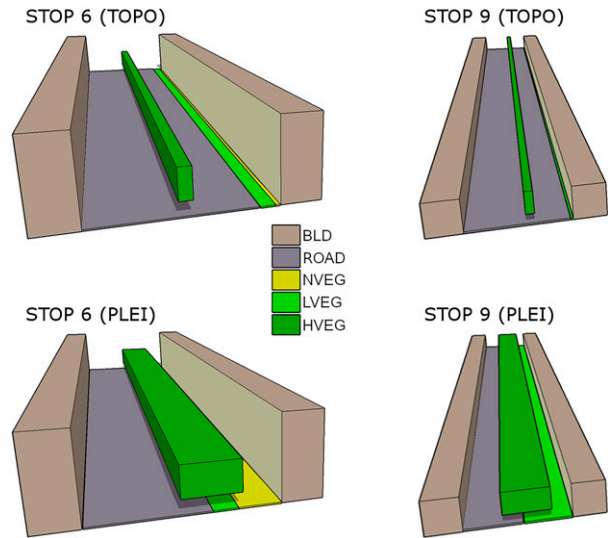 STOP 6 (TOPO)
STOP 9 (TOPO)
BLD
ROAD
NVEG
LVEG
HVEG
STOP 6 (PLEI)
STOP 9 (PLEI)